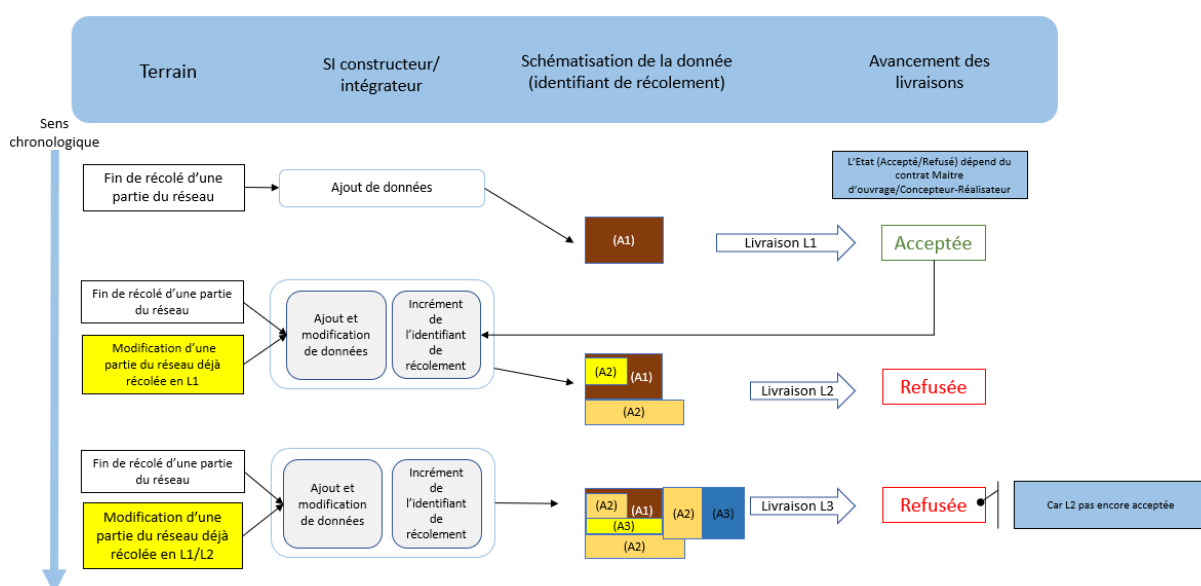 Terrain
SI constructeur/
intégrateur
Schématisation de la donnée
(identifiant de récolement)
Avancement des
livraisons
Sens
chronologique
L'Etat (Accepté/Refusé) dépend du
contrat Maitre
d'ouvrage/Concepteur-Réalisateur
Fin de récolé d'une
partie du réseau
Ajout de données
(A1)
Livraison L1
Acceptée
Fin de récolé d'une partie
du réseau
Modification d'une
partie du réseau déjà
récolée en L1
Ajout et
modification
de données
Incrément
de
l'identifiant
de
récolement
(A2)
(A1)
(A2)
Livraison L2
Refusée
Fin de récolé d'une partie
du réseau
Modification d'une
partie du réseau déjà
récolée en L1/L2
Ajout et
modification
de données
Incrément
de
l'identifiant
de
récolement
(A2)
(A1)
(A3)
(A2)
(A2)
(A3)
Livraison L3
Refusée
Car L2 pas encore acceptée